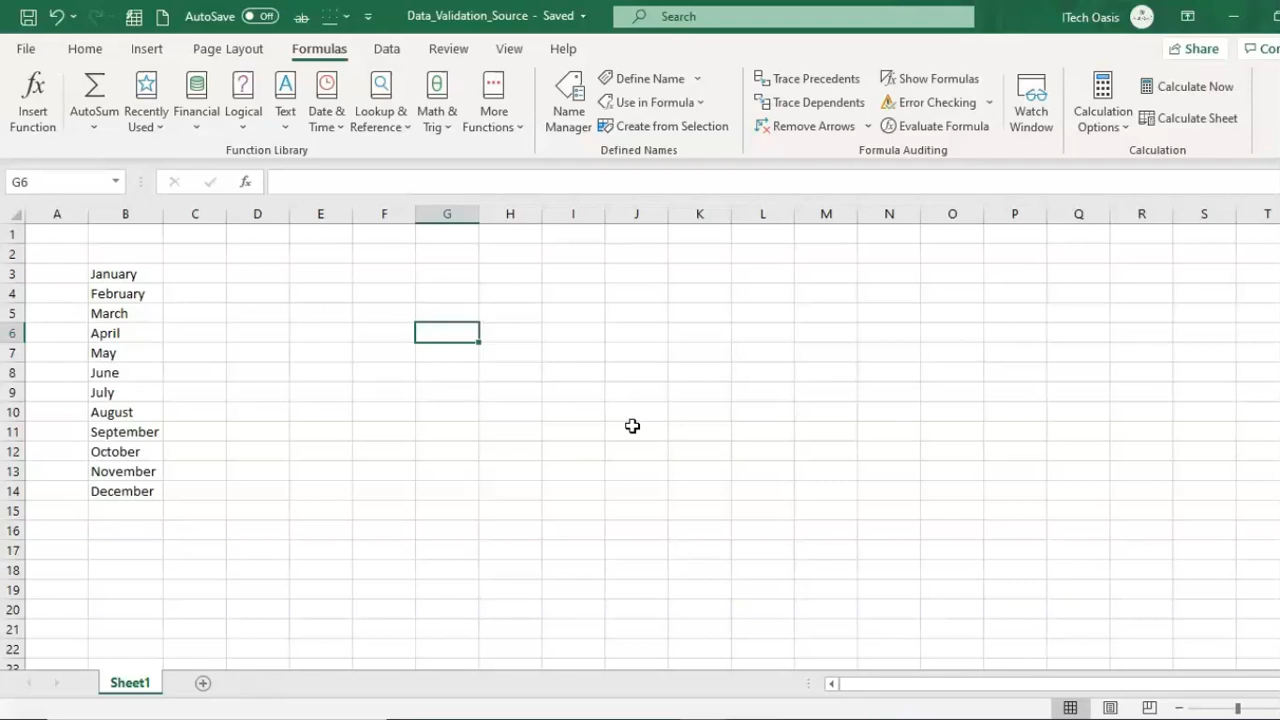 AutoSave Off Data_Validation_Source - Saved Search ITech Oasis
File Home Insert Page Layout Formulas Data Review View Help Share
fx Σ ? A θ
Insert Function
AutoSum
Recently Used
Financial
Logical
Text
Date & Time
Lookup & Reference
Math & Trig
More Functions
Function Library
Name Manager
Define Name
Use in Formula
Create from Selection
Defined Names
Trace Precedents
Trace Dependents
Remove Arrows
Show Formulas
Error Checking
Evaluate Formula
Watch Window
Formula Auditing
Calculation Options
Calculate Now
Calculate Sheet
Calculation
G6 fx
A B C D E F G H I J K L M N O P Q R S T
1
2
3 January
4 February
5 March
6 April
7 May
8 June
9 July
10 August
11 September
12 October
13 November
14 December
15
16
17
18
19
20
21
22
23
Sheet1